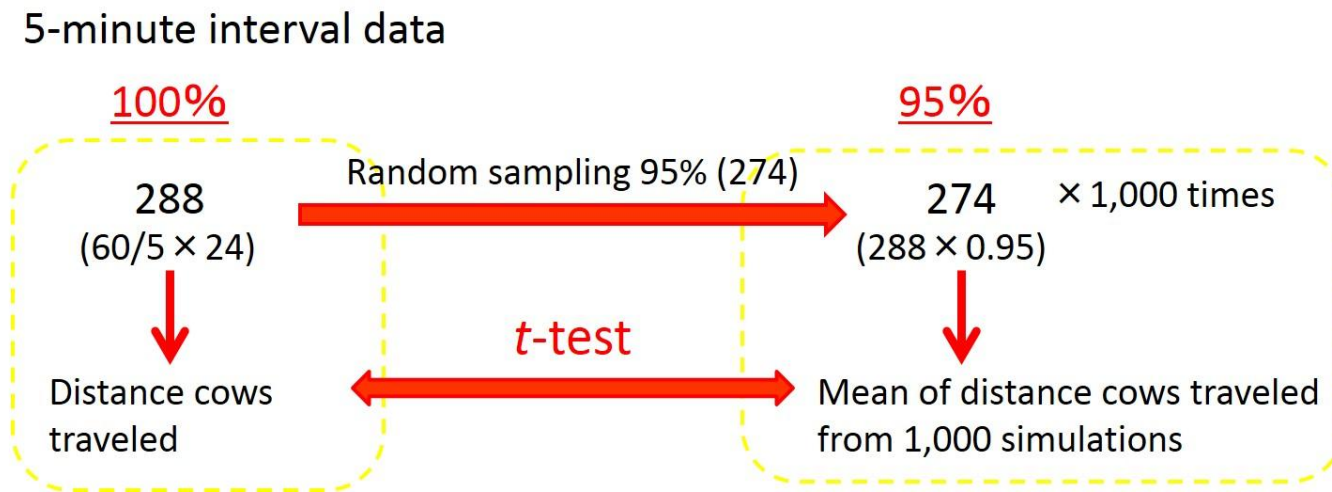 5-minute interval data
100%
95%
Random sampling 95% (274)
288
(60/5 × 24)
274
× 1,000 times
(288 × 0.95)
t-test
Distance cows
traveled
Mean of distance cows traveled
from 1,000 simulations